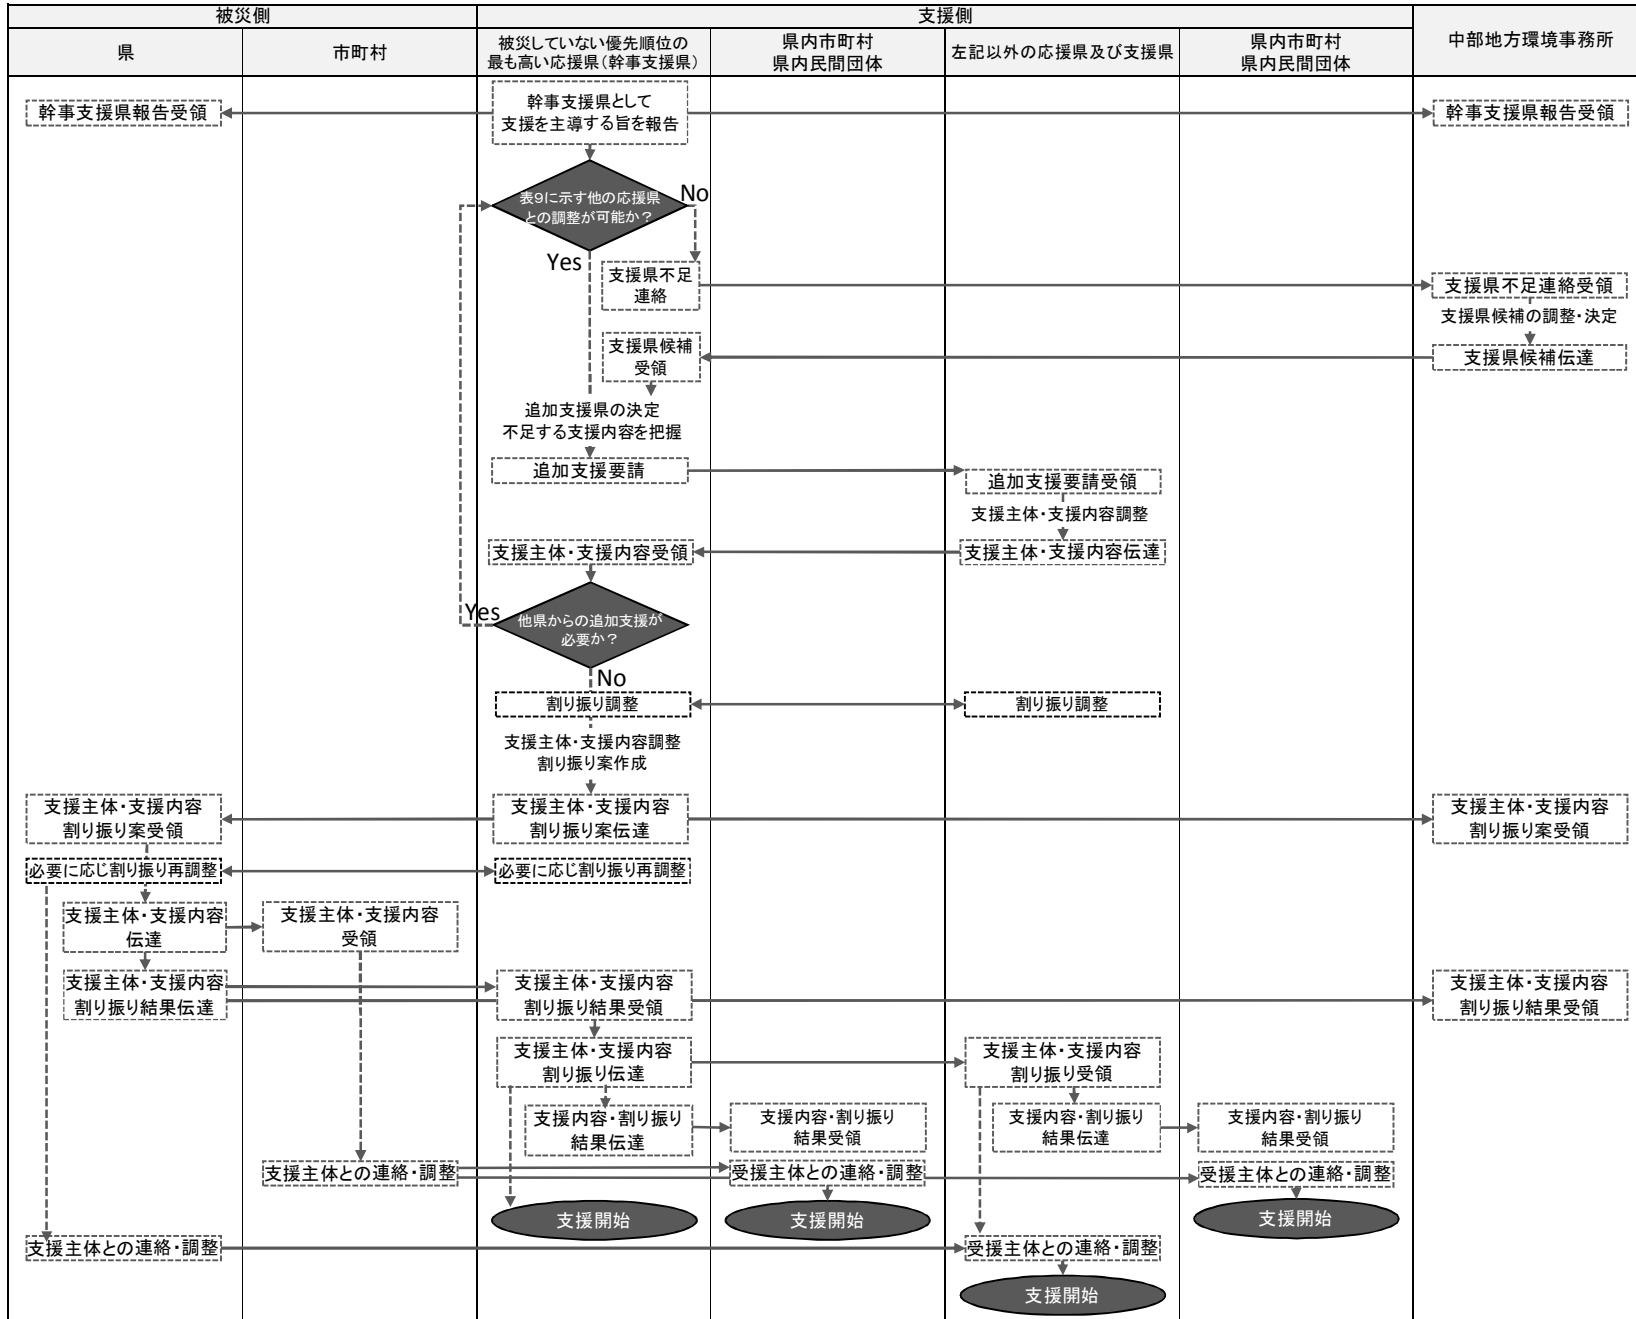 被災側
支援側
県
市町村
被災していない優先順位の
最も高い応援県(幹事支援県)
県内市町村
県内民間団体
左記以外の応援県及び支援県
県内市町村
県内民間団体
中部地方環境事務所
幹事支援県報告受領
幹事支援県として
支援を主導する旨を報告
幹事支援県報告受領
表9に示す他の応援県
との調整が可能か?
No
Yes
支援県不足
連絡
支援県不足連絡受領
支援県候補の調整・決定
支援県候補
受領
支援県候補伝達
追加支援県の決定
不足する支援内容を把握
追加支援要請
追加支援要請受領
支援主体・支援内容調整
支援主体・支援内容受領
支援主体・支援内容伝達
Yes
他県からの追加支援が
必要か?
No
割り振り調整
割り振り調整
支援主体・支援内容調整
割り振り案作成
支援主体・支援内容
割り振り案受領
支援主体・支援内容
割り振り案伝達
支援主体・支援内容
割り振り案受領
必要に応じ割り振り再調整
必要に応じ割り振り再調整
支援主体・支援内容
伝達
支援主体・支援内容
受領
支援主体・支援内容
割り振り結果伝達
支援主体・支援内容
割り振り結果受領
支援主体・支援内容
割り振り結果受領
支援主体・支援内容
割り振り伝達
支援主体・支援内容
割り振り受領
支援内容・割り振り
結果伝達
支援内容・割り振り
結果受領
支援内容・割り振り
結果伝達
支援内容・割り振り
結果受領
支援主体との連絡・調整
受援主体との連絡・調整
受援主体との連絡・調整
支援開始
支援開始
支援開始
支援主体との連絡・調整
受援主体との連絡・調整
支援開始